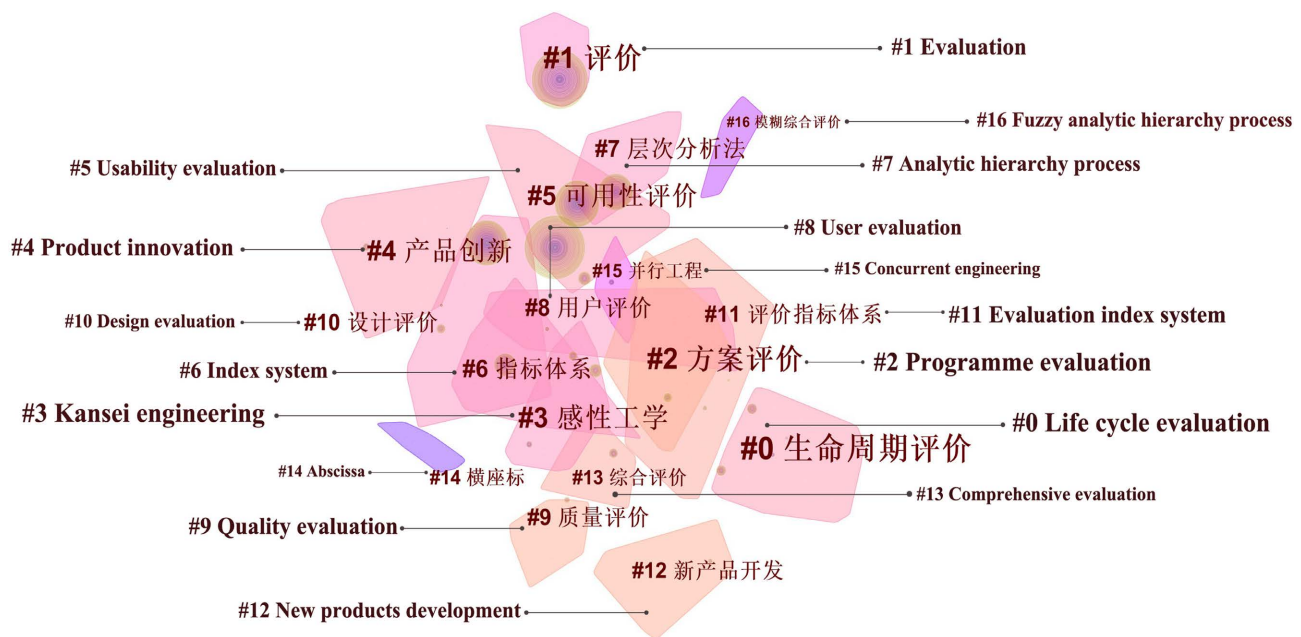 #1 评价
#1 Evaluation
#16 模糊综合评价
#16 Fuzzy analytic hierarchy process
#7 层次分析法
#7 Analytic hierarchy process
#5 Usability evaluation
#5 可用性评价
#8 User evaluation
#4 Product innovation
#4 产品创新
#15 并行工程
#15 Concurrent engineering
#8 用户评价
#11 评价指标体系
#11 Evaluation index system
#10 Design evaluation
#10 设计评价
#2 方案评价
#2 Programme evaluation
#6 Index system
#6 指标体系
#3 Kansei engineering
#3 感性工学
#0 Life cycle evaluation
#0 生命周期评价
#14 Abscissa
#14 横座标
#13 综合评价
#13 Comprehensive evaluation
#9 Quality evaluation
#9 质量评价
#12 新产品开发
#12 New products development